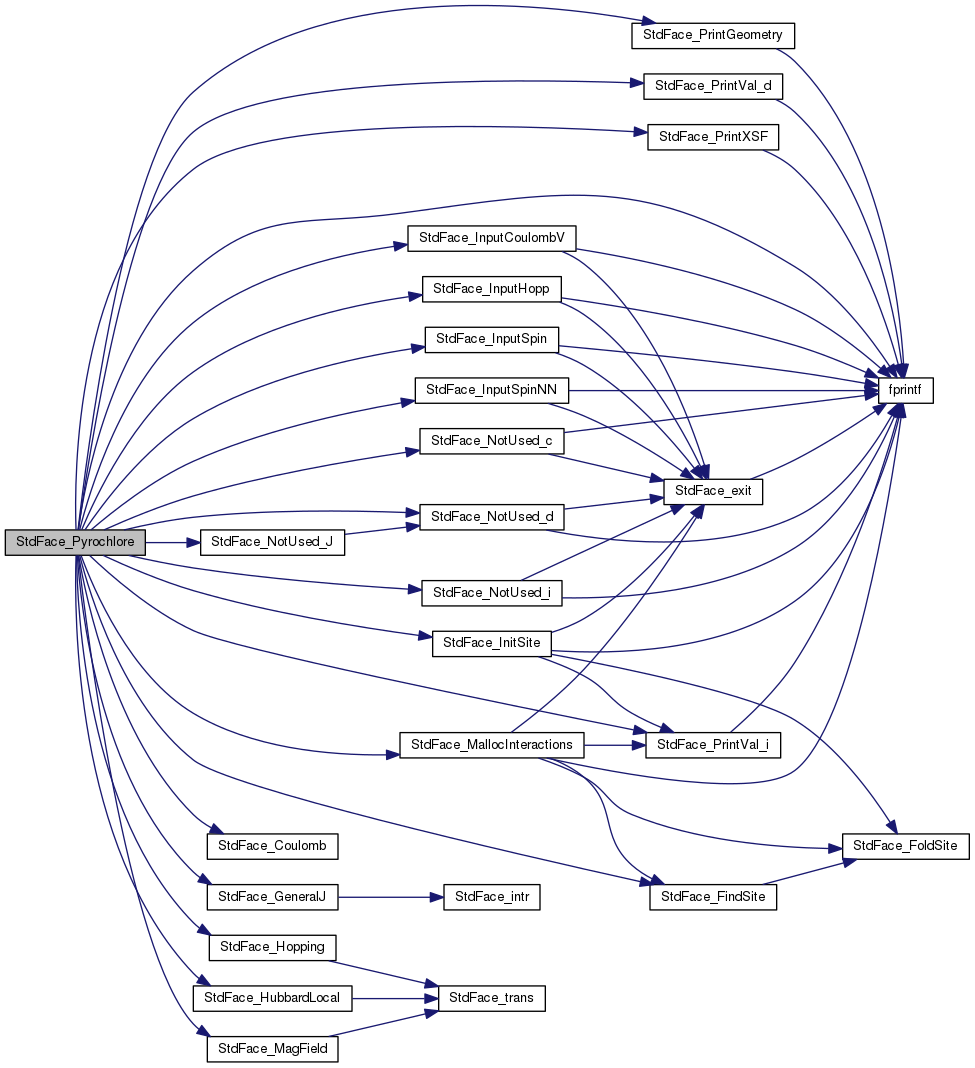 StdFace_PrintGeometry
StdFace_PrintVal_d
StdFace_PrintXSF
StdFace_InputCoulombV
StdFace_InputHopp
StdFace_InputSpin
StdFace_InputSpinNN
fprintf
StdFace_NotUsed_c
StdFace_exit
StdFace_NotUsed_d
StdFace_Pyrochlore
StdFace_NotUsed_J
StdFace_NotUsed_i
StdFace_InitSite
StdFace_MallocInteractions
StdFace_PrintVal_i
StdFace_Coulomb
StdFace_FoldSite
StdFace_GeneralJ
StdFace_intr
StdFace_FindSite
StdFace_Hopping
StdFace_HubbardLocal
StdFace_trans
StdFace_MagField